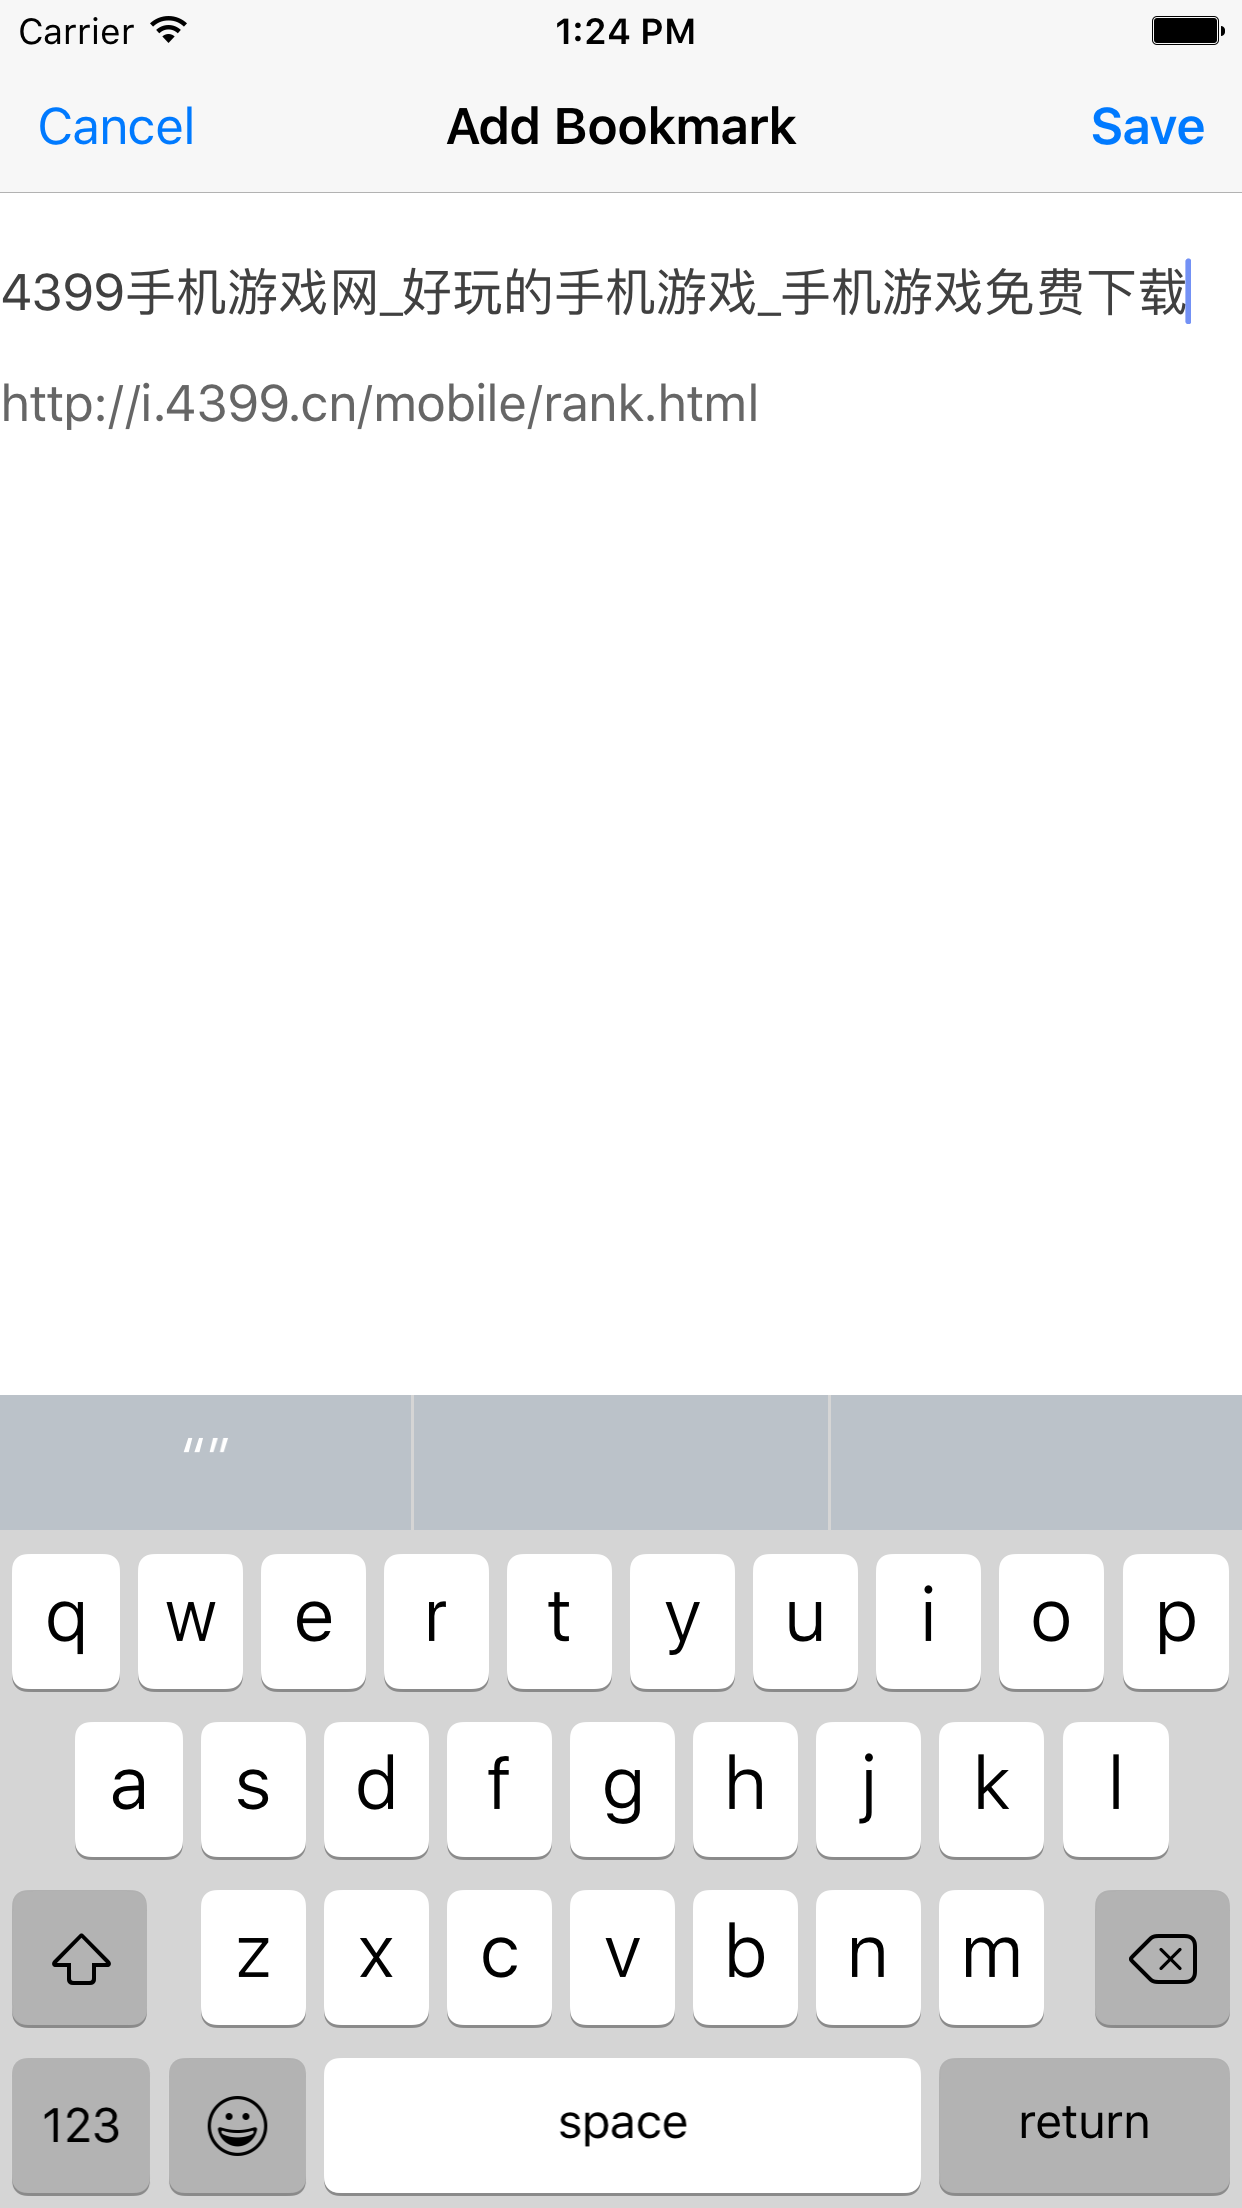 Carrier 1:24 PM
Cancel Add Bookmark Save
4399手机游戏网_好玩的手机游戏_手机游戏免费下载
http://i.4399.cn/mobile/rank.html
“”
q w e r t y u i o p
a s d f g h j k l
z x c v b n m
123 space return